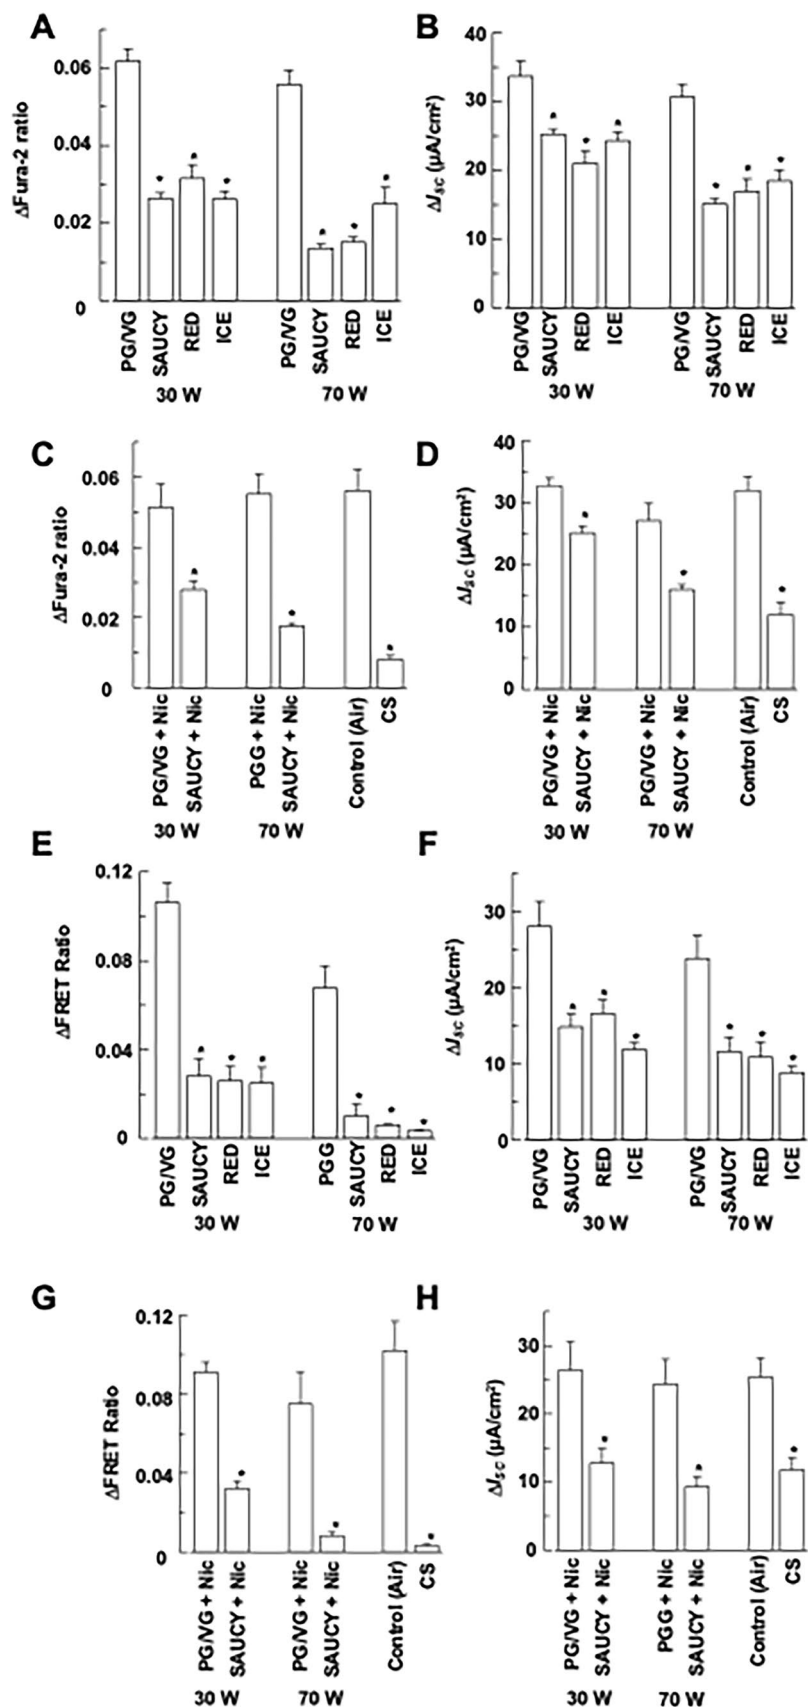 A
ΔFura-2 ratio
0.06
0.04
0.02
0
PG/VG
SAUCY
RED
ICE
PG/VG
SAUCY
RED
ICE
30 W
70 W
B
ΔISC (µA/cm²)
40
30
20
10
0
PG/VG
SAUCY
RED
ICE
PG/VG
SAUCY
RED
ICE
30 W
70 W
C
ΔFura-2 ratio
0.06
0.04
0.02
0
PG/VG + Nic
SAUCY + Nic
PGG + Nic
SAUCY + Nic
Control (Air)
CS
30 W
70 W
D
ΔISC (µA/cm²)
40
30
20
10
0
PG/VG + Nic
SAUCY + Nic
PG/VG + Nic
SAUCY + Nic
Control (Air)
CS
30 W
70 W
E
ΔFRET Ratio
0.12
0.08
0.04
0
PG/VG
SAUCY
RED
ICE
PGG
SAUCY
RED
ICE
30 W
70 W
F
ΔISC (µA/cm²)
30
20
10
0
PG/VG
SAUCY
RED
ICE
PG/VG
SAUCY
RED
ICE
30 W
70 W
G
ΔFRET Ratio
0.12
0.08
0.04
0
PG/VG + Nic
SAUCY + Nic
PG/VG + Nic
SAUCY + Nic
Control (Air)
CS
30 W
70 W
H
ΔISC (µA/cm²)
30
20
10
0
PG/VG + Nic
SAUCY + Nic
PGG + Nic
SAUCY + Nic
Control (Air)
CS
30 W
70 W